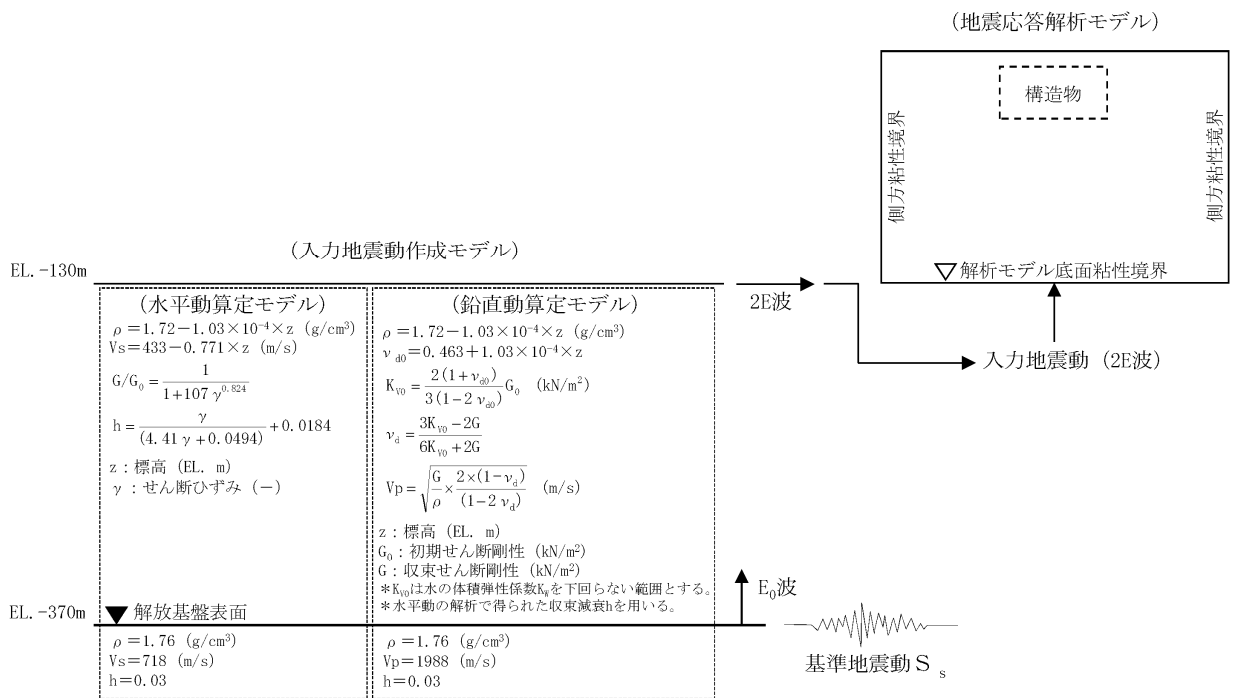 (地震応答解析モデル)
構造物
側方粘性境界
側方粘性境界
▽解析モデル底面粘性境界
(入力地震動作成モデル)
EL. -130m
2E波
入力地震動 (2E波)
(水平動算定モデル)
ρ=1.72-1.03×10⁻⁴×z (g/cm³)
Vs=433-0.771×z (m/s)
G/G₀ = 1 / (1+107 γ^0.824)
h = γ / (4.41 γ+0.0494) + 0.0184
z:標高 (EL. m)
γ:せん断ひずみ (-)
(鉛直動算定モデル)
ρ=1.72-1.03×10⁻⁴×z (g/cm³)
ν_d0=0.463+1.03×10⁻⁴×z
K_V0 = 2(1+ν_d0) / 3(1-2ν_d0) G₀ (kN/m²)
ν_d = (3K_V0-2G) / (6K_V0+2G)
Vp = √(G/ρ × 2×(1-ν_d) / (1-2ν_d)) (m/s)
z:標高 (EL. m)
G₀:初期せん断剛性 (kN/m²)
G:収束せん断剛性 (kN/m²)
*K_V0は水の体積弾性係数K_Wを下回らない範囲とする。
*水平動の解析で得られた収束減衰hを用いる。
E₀波
EL. -370m
▼解放基盤表面
ρ=1.76 (g/cm³)
Vs=718 (m/s)
h=0.03
ρ=1.76 (g/cm³)
Vp=1988 (m/s)
h=0.03
基準地震動Ss